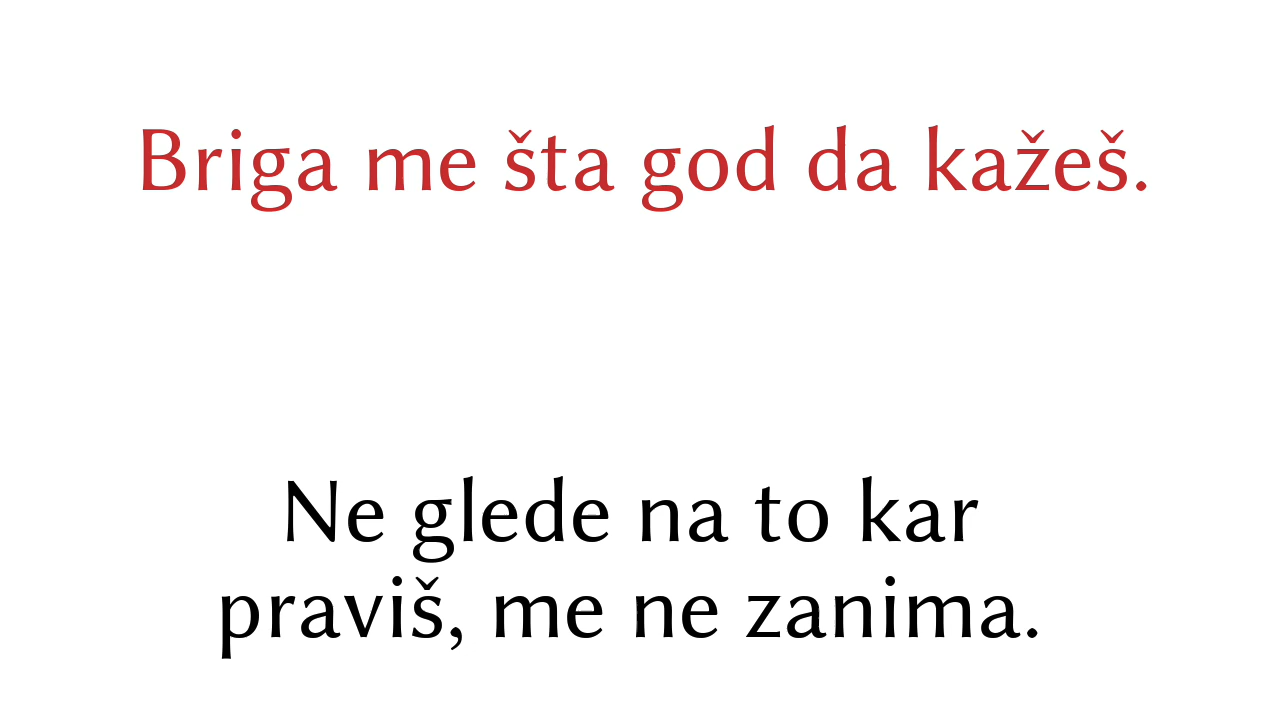 Briga me šta god da kažeš.
Ne glede na to kar
praviš, me ne zanima.